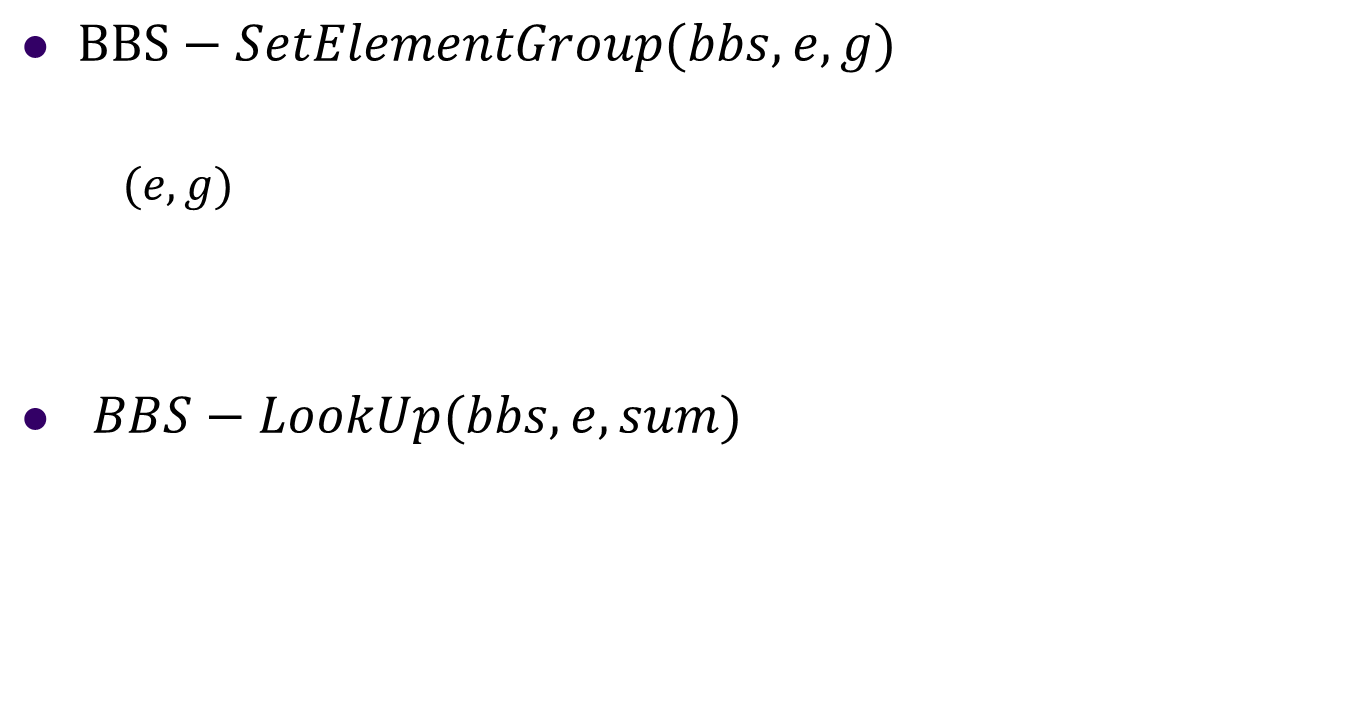 • BBS − SetElementGroup(bbs, e, g)
(e, g)
• BBS − LookUp(bbs, e, sum)